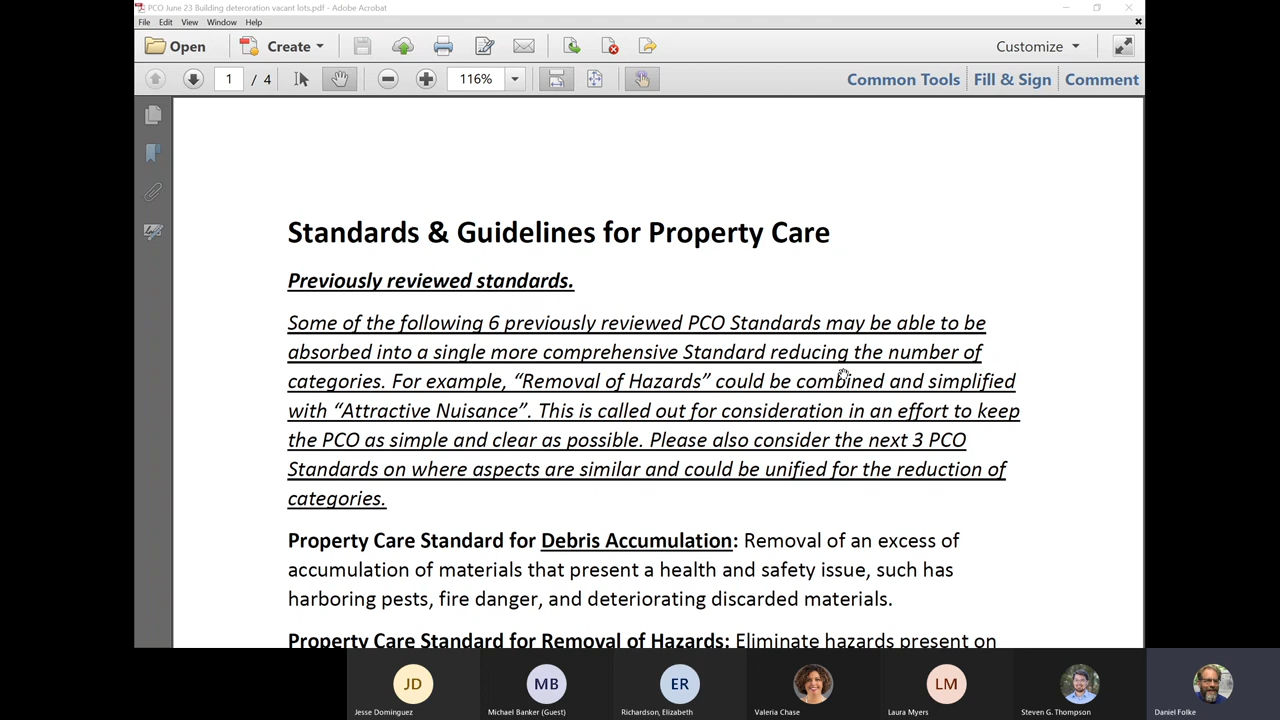 PCO June 23 Building deteroration vacant lots.pdf - Adobe Acrobat
File Edit View Window Help
Open Create Customize
1 / 4 116% Common Tools Fill & Sign Comment
Standards & Guidelines for Property Care
Previously reviewed standards.
Some of the following 6 previously reviewed PCO Standards may be able to be
absorbed into a single more comprehensive Standard reducing the number of
categories. For example, “Removal of Hazards” could be combined and simplified
with “Attractive Nuisance”. This is called out for consideration in an effort to keep
the PCO as simple and clear as possible. Please also consider the next 3 PCO
Standards on where aspects are similar and could be unified for the reduction of
categories.
Property Care Standard for Debris Accumulation: Removal of an excess of
accumulation of materials that present a health and safety issue, such has
harboring pests, fire danger, and deteriorating discarded materials.
Property Care Standard for Removal of Hazards: Eliminate hazards present on
JD MB ER LM
Jesse Dominguez Michael Banker (Guest) Richardson, Elizabeth Valeria Chase Laura Myers Steven G. Thompson Daniel Folke